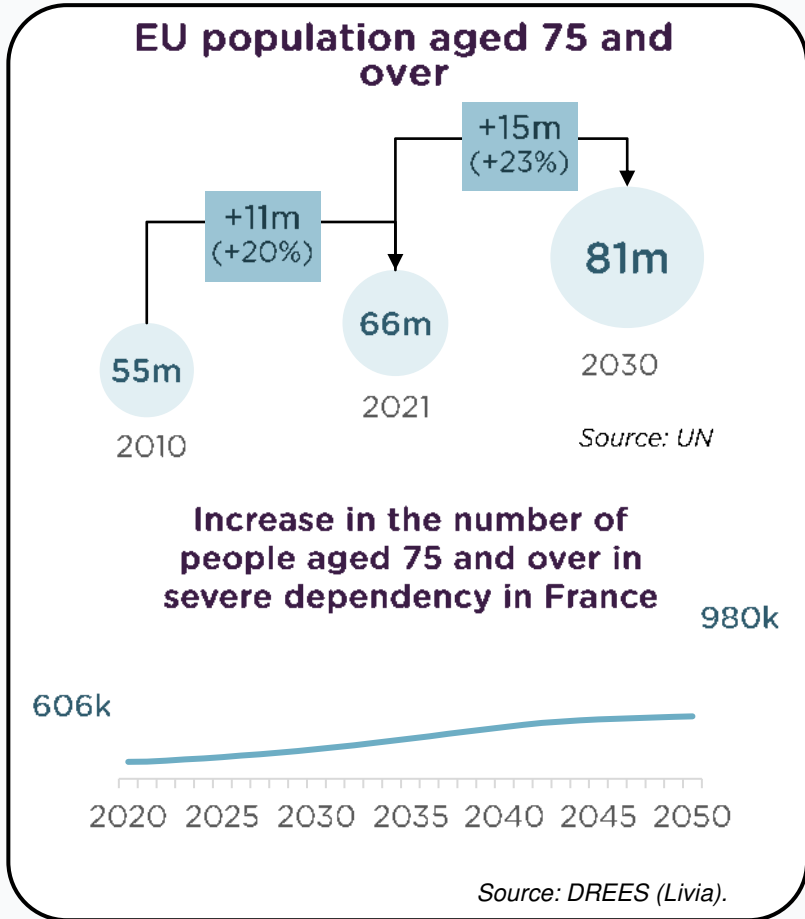 EU population aged 75 and
over
+15m
(+23%)
+11m
(+20%)
81m
66m
55m
2030
2021
2010
Source: UN
Increase in the number of
people aged 75 and over in
severe dependency in France
980k
606k
2020 2025 2030 2035 2040 2045 2050
Source: DREES (Livia).